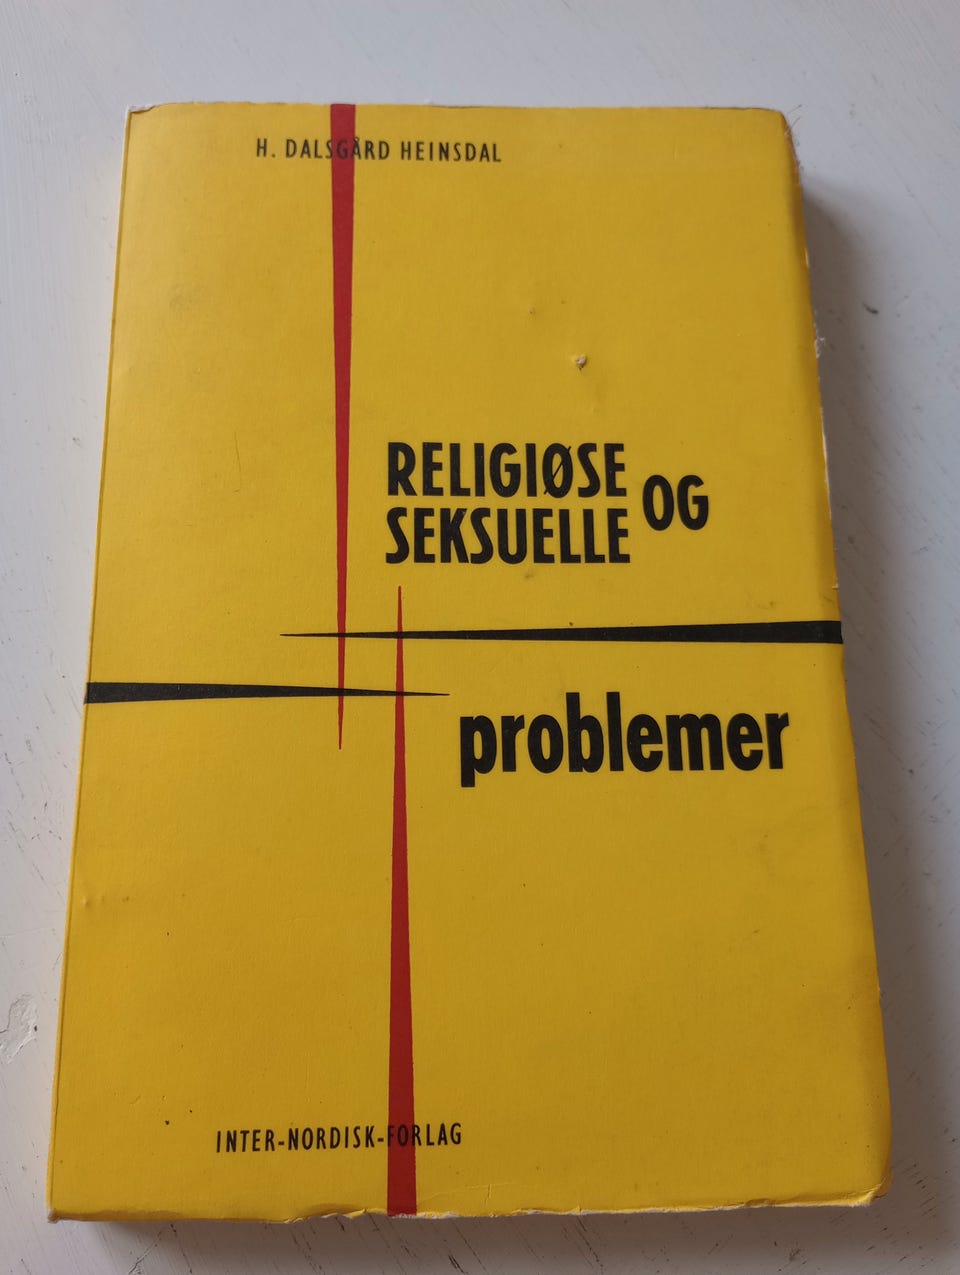 H. DALSGÅRD HEINSDAL
RELIGIØSE
SEKSUELLE OG
problemer
INTER-NORDISK-FORLAG